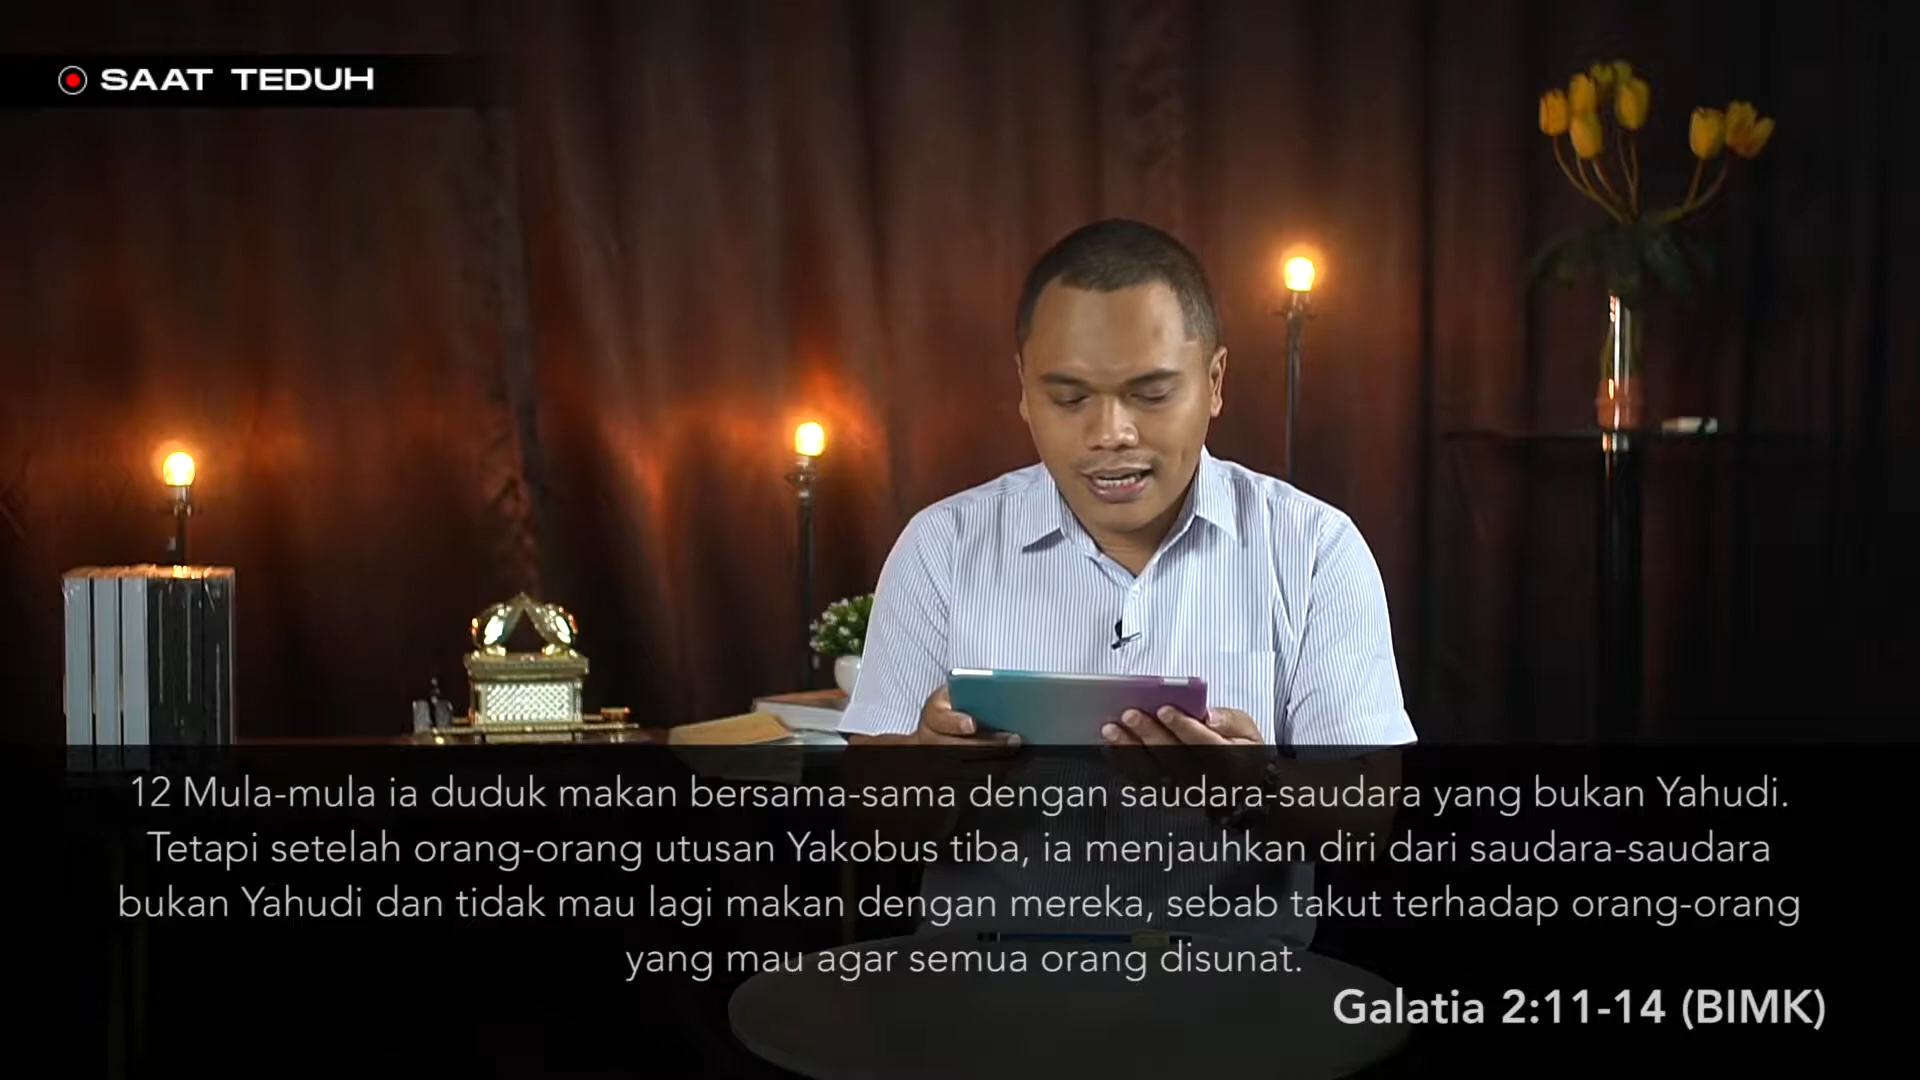 SAAT TEDUH
12 Mula-mula ia duduk makan bersama-sama dengan saudara-saudara yang bukan Yahudi.
Tetapi setelah orang-orang utusan Yakobus tiba, ia menjauhkan diri dari saudara-saudara
bukan Yahudi dan tidak mau lagi makan dengan mereka, sebab takut terhadap orang-orang
yang mau agar semua orang disunat.
Galatia 2:11-14 (BIMK)